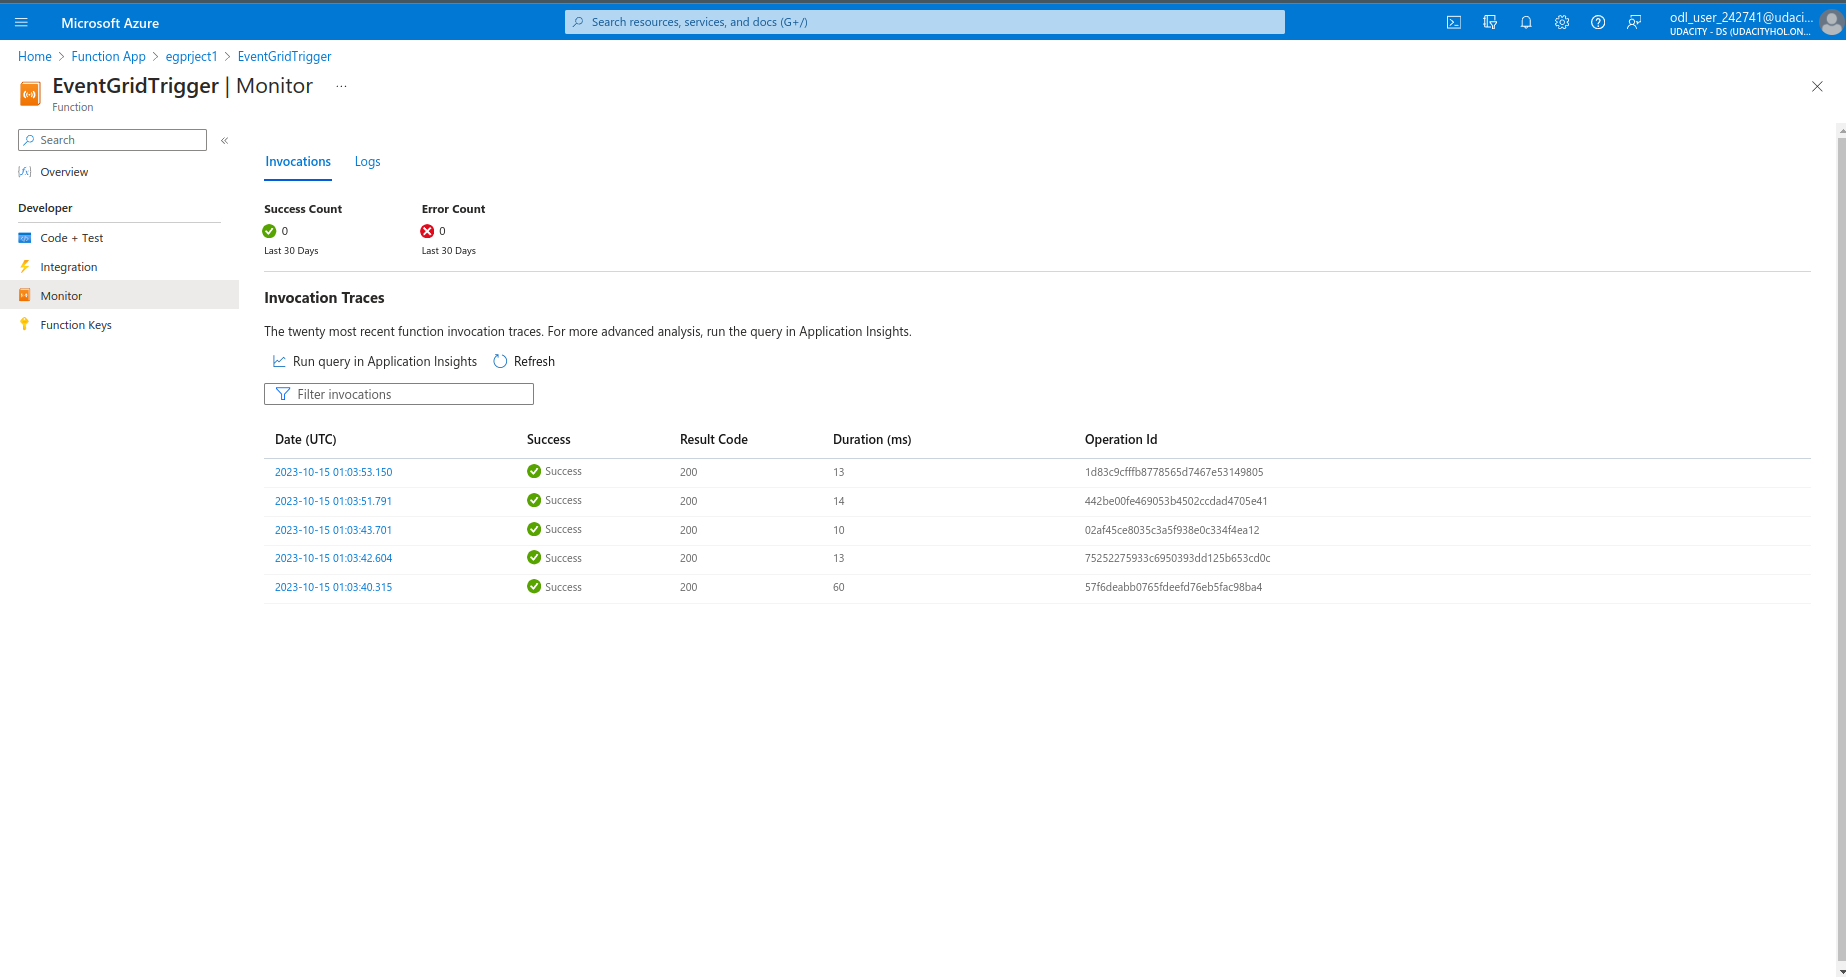 Microsoft Azure
Search resources, services, and docs (G+/)
odl_user_242741@udaci...
UDACITY - DS (UDACITYHOL.ON...
Home > Function App > egprject1 > EventGridTrigger
EventGridTrigger | Monitor ...
Function
Search «
Overview
Developer
Code + Test
Integration
Monitor
Function Keys
Invocations Logs
Success Count Error Count
0 0
Last 30 Days Last 30 Days
Invocation Traces
The twenty most recent function invocation traces. For more advanced analysis, run the query in Application Insights.
Run query in Application Insights Refresh
Filter invocations
Date (UTC) Success Result Code Duration (ms) Operation Id
2023-10-15 01:03:53.150 Success 200 13 1d83c9cfffb8778565d7467e53149805
2023-10-15 01:03:51.791 Success 200 14 442be00fe469053b4502ccdad4705e41
2023-10-15 01:03:43.701 Success 200 10 02af45ce8035c3a5f938e0c334f4ea12
2023-10-15 01:03:42.604 Success 200 13 75252275933c6950393dd125b653cd0c
2023-10-15 01:03:40.315 Success 200 60 57f6deabb0765fdeefd76eb5fac98ba4